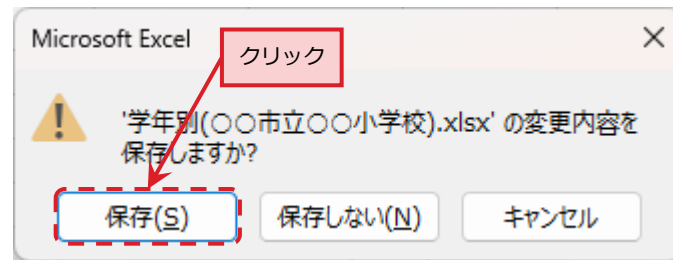 Microsoft Excel
クリック
'学年別(○○市立○○小学校).xlsx' の変更内容を
保存しますか?
保存(S)
保存しない(N)
キャンセル